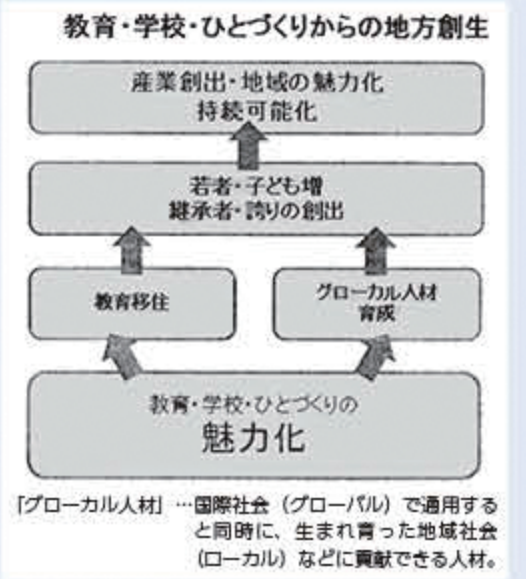 教育・学校・ひとづくりからの地方創生
産業創出・地域の魅力化
持続可能化
若者・子ども増
継承者・誇りの創出
教育移住
グローカル人材
育成
教育・学校・ひとづくりの
魅力化
「グローカル人材」…国際社会（グローバル）で通用する
と同時に、生まれ育った地域社会
（ローカル）などに貢献できる人材。